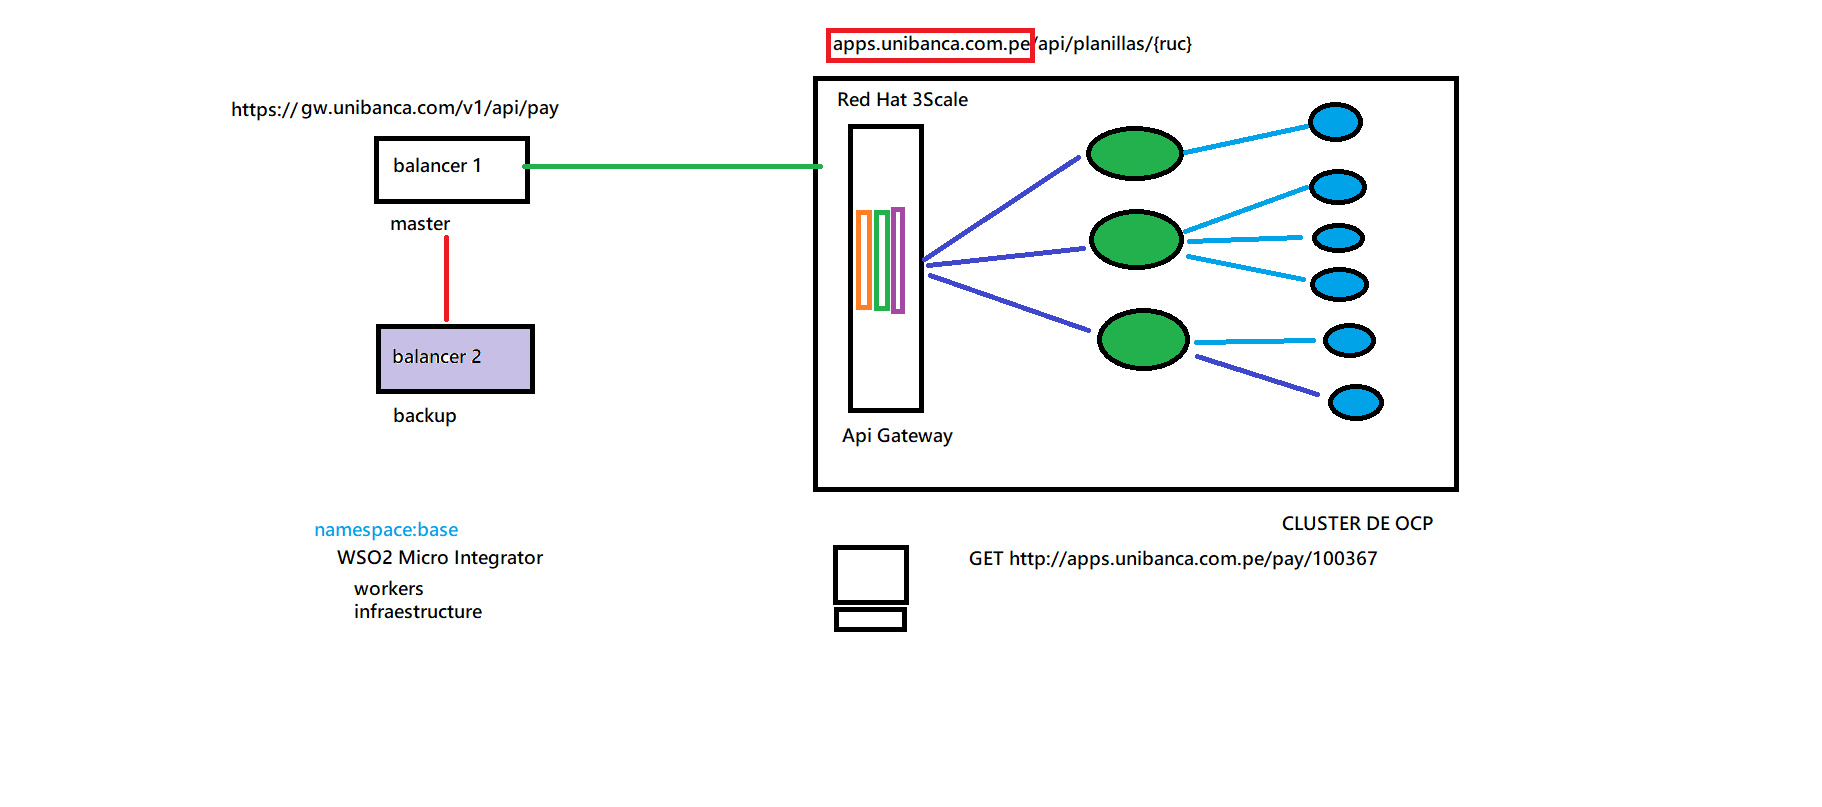 apps.unibanca.com.pe/api/planillas/{ruc}
https://gw.unibanca.com/v1/api/pay
Red Hat 3Scale
balancer 1
master
balancer 2
backup
Api Gateway
CLUSTER DE OCP
namespace:base
WSO2 Micro Integrator
workers
infraestructure
GET http://apps.unibanca.com.pe/pay/100367